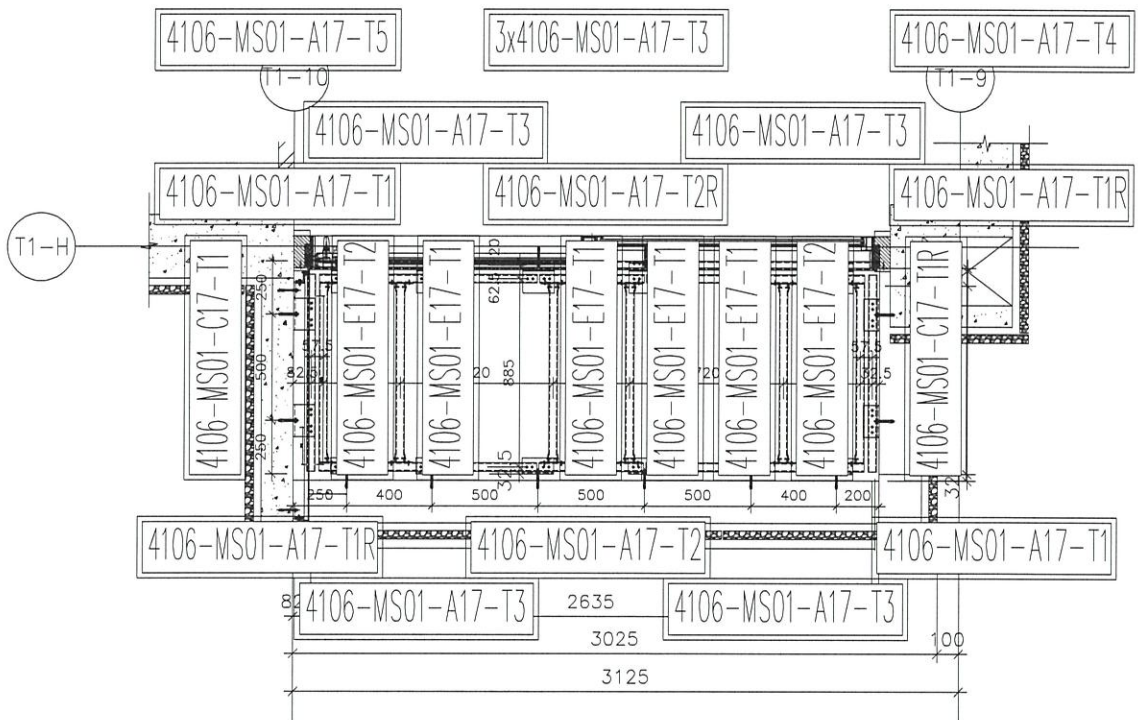 4106-MS01-A17-T5
3x4106-MS01-A17-T3
4106-MS01-A17-T4
T1-10
T1-9
4106-MS01-A17-T3
4106-MS01-A17-T3
4106-MS01-A17-T1
4106-MS01-A17-T2R
4106-MS01-A17-T1R
T1-H
4106-MS01-C17-T1
250
500
250
4106-MS01-E17-T2
4106-MS01-E17-T1
4106-MS01-E17-T1
4106-MS01-E17-T1
4106-MS01-E17-T1
4106-MS01-E17-T2
4106-MS01-C17-T1R
62.5
885
57.5
57.5
82.5
32.5
250
400
500
500
500
400
200
4106-MS01-A17-T1R
4106-MS01-A17-T2
4106-MS01-A17-T1
4106-MS01-A17-T3
2635
4106-MS01-A17-T3
3025
100
3125